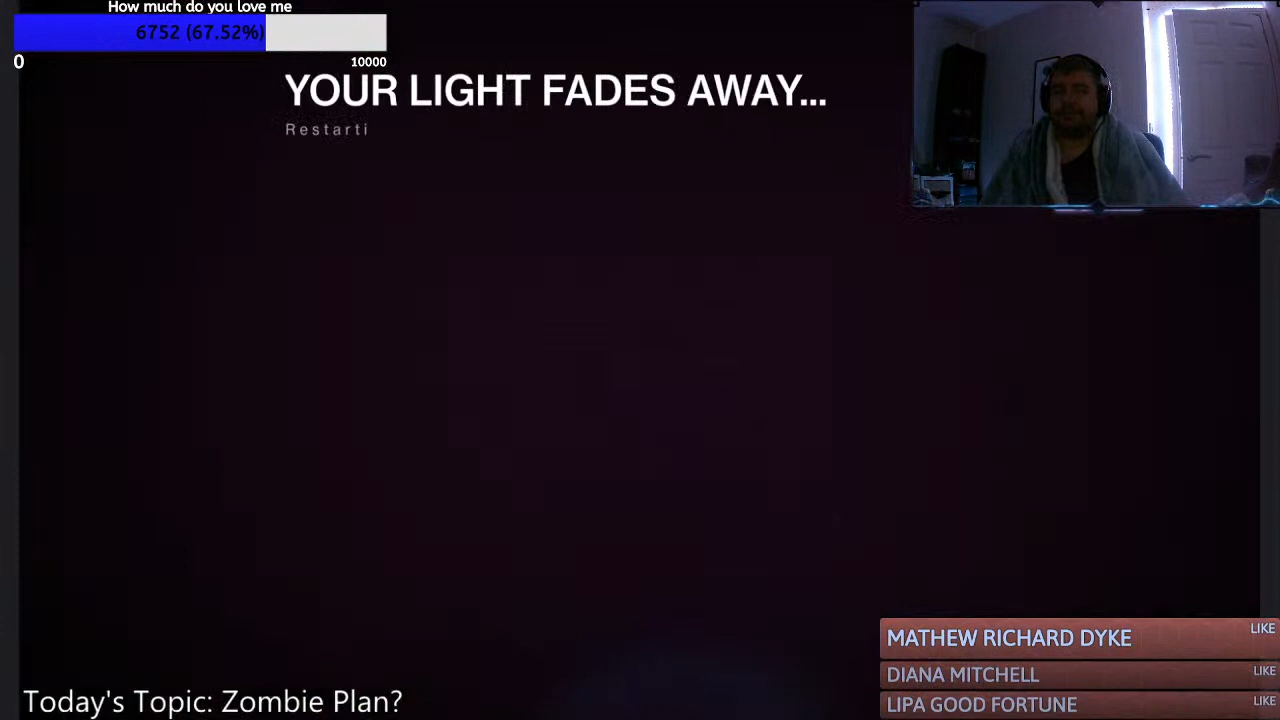 How much do you love me
6752 (67.52%)
0
10000
YOUR LIGHT FADES AWAY...
Restarti
MATHEW RICHARD DYKE
LIKE
DIANA MITCHELL
LIKE
LIPA GOOD FORTUNE
LIKE
Today's Topic: Zombie Plan?